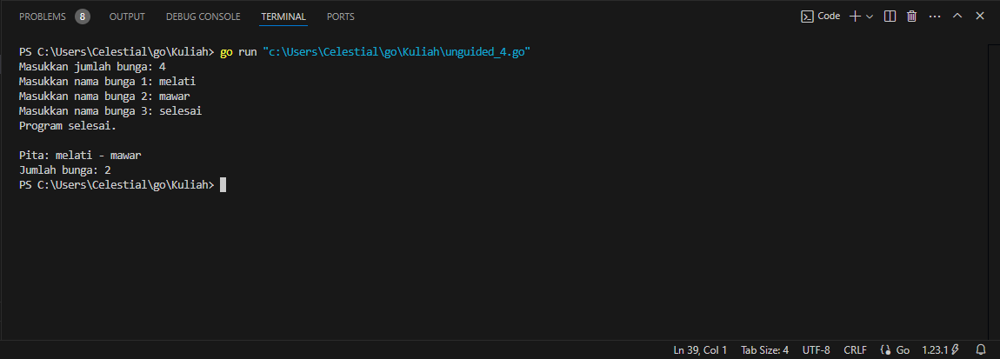 PROBLEMS 8 OUTPUT DEBUG CONSOLE TERMINAL PORTS Code
PS C:\Users\Celestial\go\Kuliah> go run "c:\Users\Celestial\go\Kuliah\unguided_4.go"
Masukkan jumlah bunga: 4
Masukkan nama bunga 1: melati
Masukkan nama bunga 2: mawar
Masukkan nama bunga 3: selesai
Program selesai.
Pita: melati - mawar
Jumlah bunga: 2
PS C:\Users\Celestial\go\Kuliah>
Ln 39, Col 1 Tab Size: 4 UTF-8 CRLF Go 1.23.1